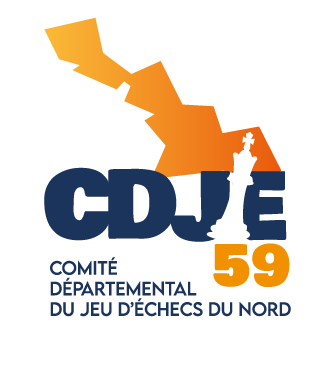 CDJE
59
COMITÉ
DÉPARTEMENTAL
DU JEU D'ÉCHECS DU NORD